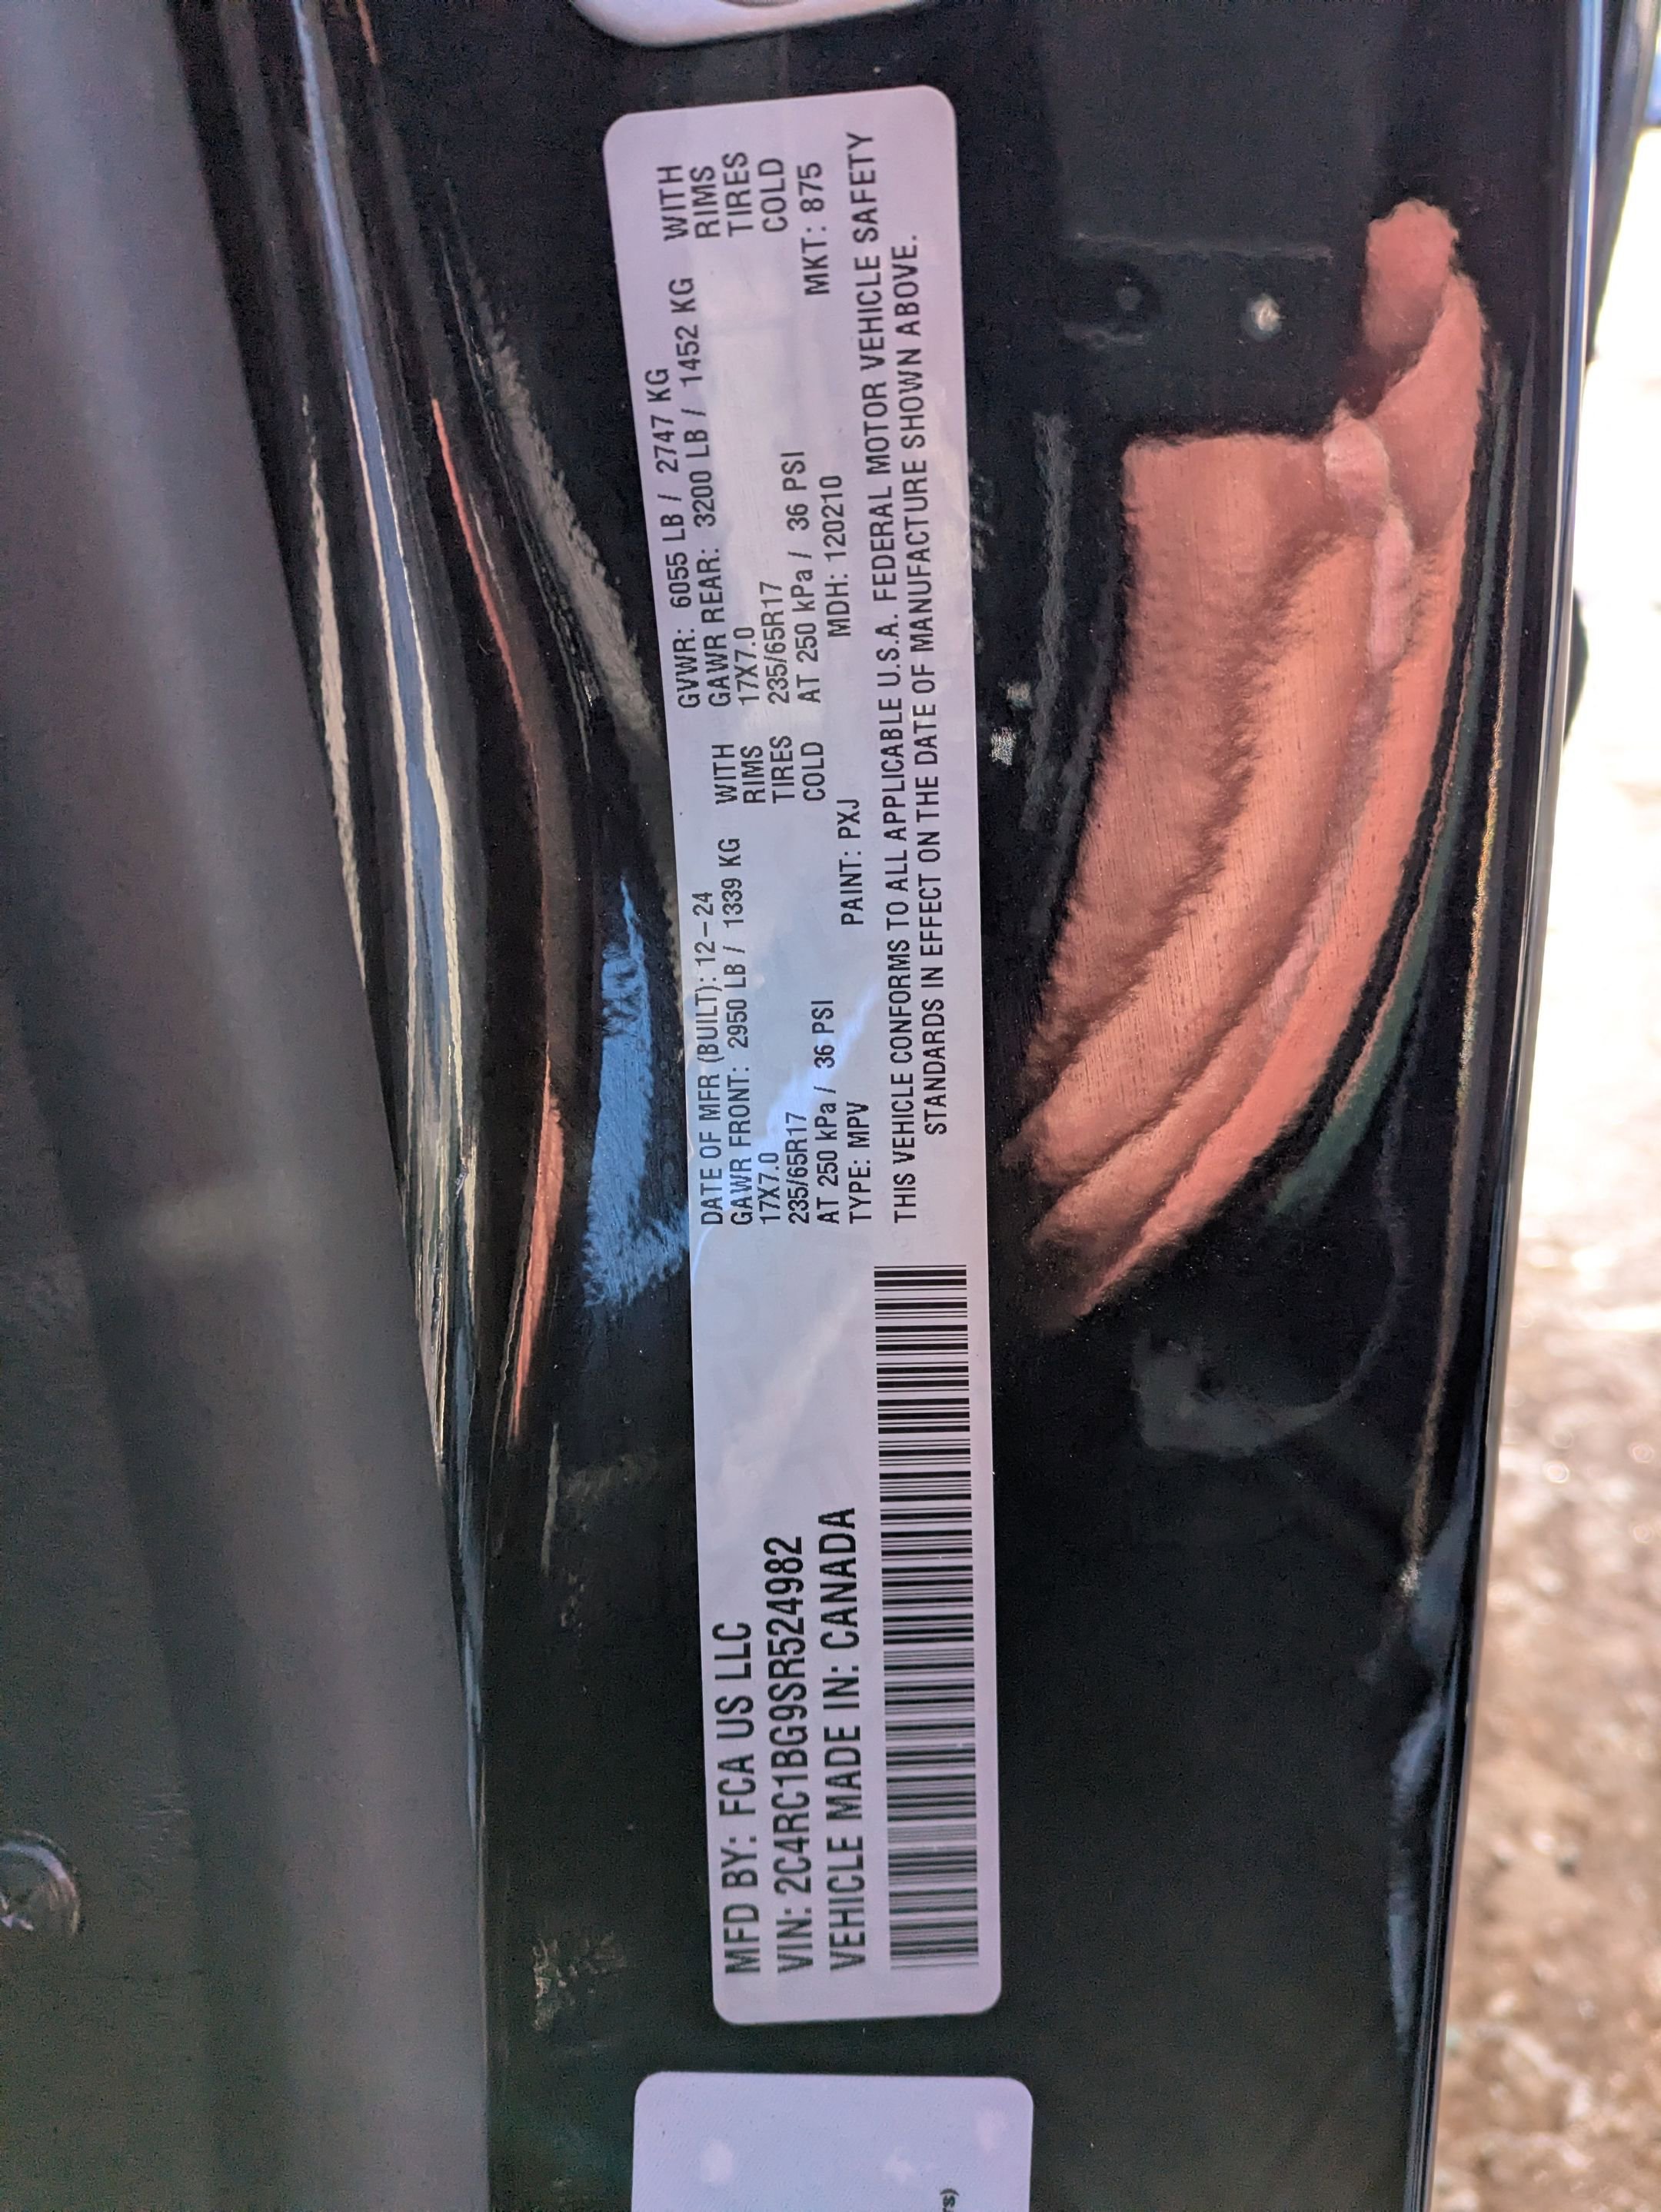 MFD BY: FCA US LLC
VIN: 2C4RC1BG9SR524982
VEHICLE MADE IN: CANADA
DATE OF MFR (BUILT): 12-24 GVWR: 6055 LB / 2747 KG
GAWR FRONT: 2950 LB / 1339 KG WITH GAWR REAR: 3200 LB / 1452 KG WITH
17X7.0 RIMS 17X7.0 RIMS
235/65R17 TIRES 235/65R17 TIRES
AT 250 kPa / 36 PSI COLD AT 250 kPa / 36 PSI COLD
TYPE: MPV PAINT: PXJ MDH: 120210 MKT: 875
THIS VEHICLE CONFORMS TO ALL APPLICABLE U.S.A. FEDERAL MOTOR VEHICLE SAFETY
STANDARDS IN EFFECT ON THE DATE OF MANUFACTURE SHOWN ABOVE.